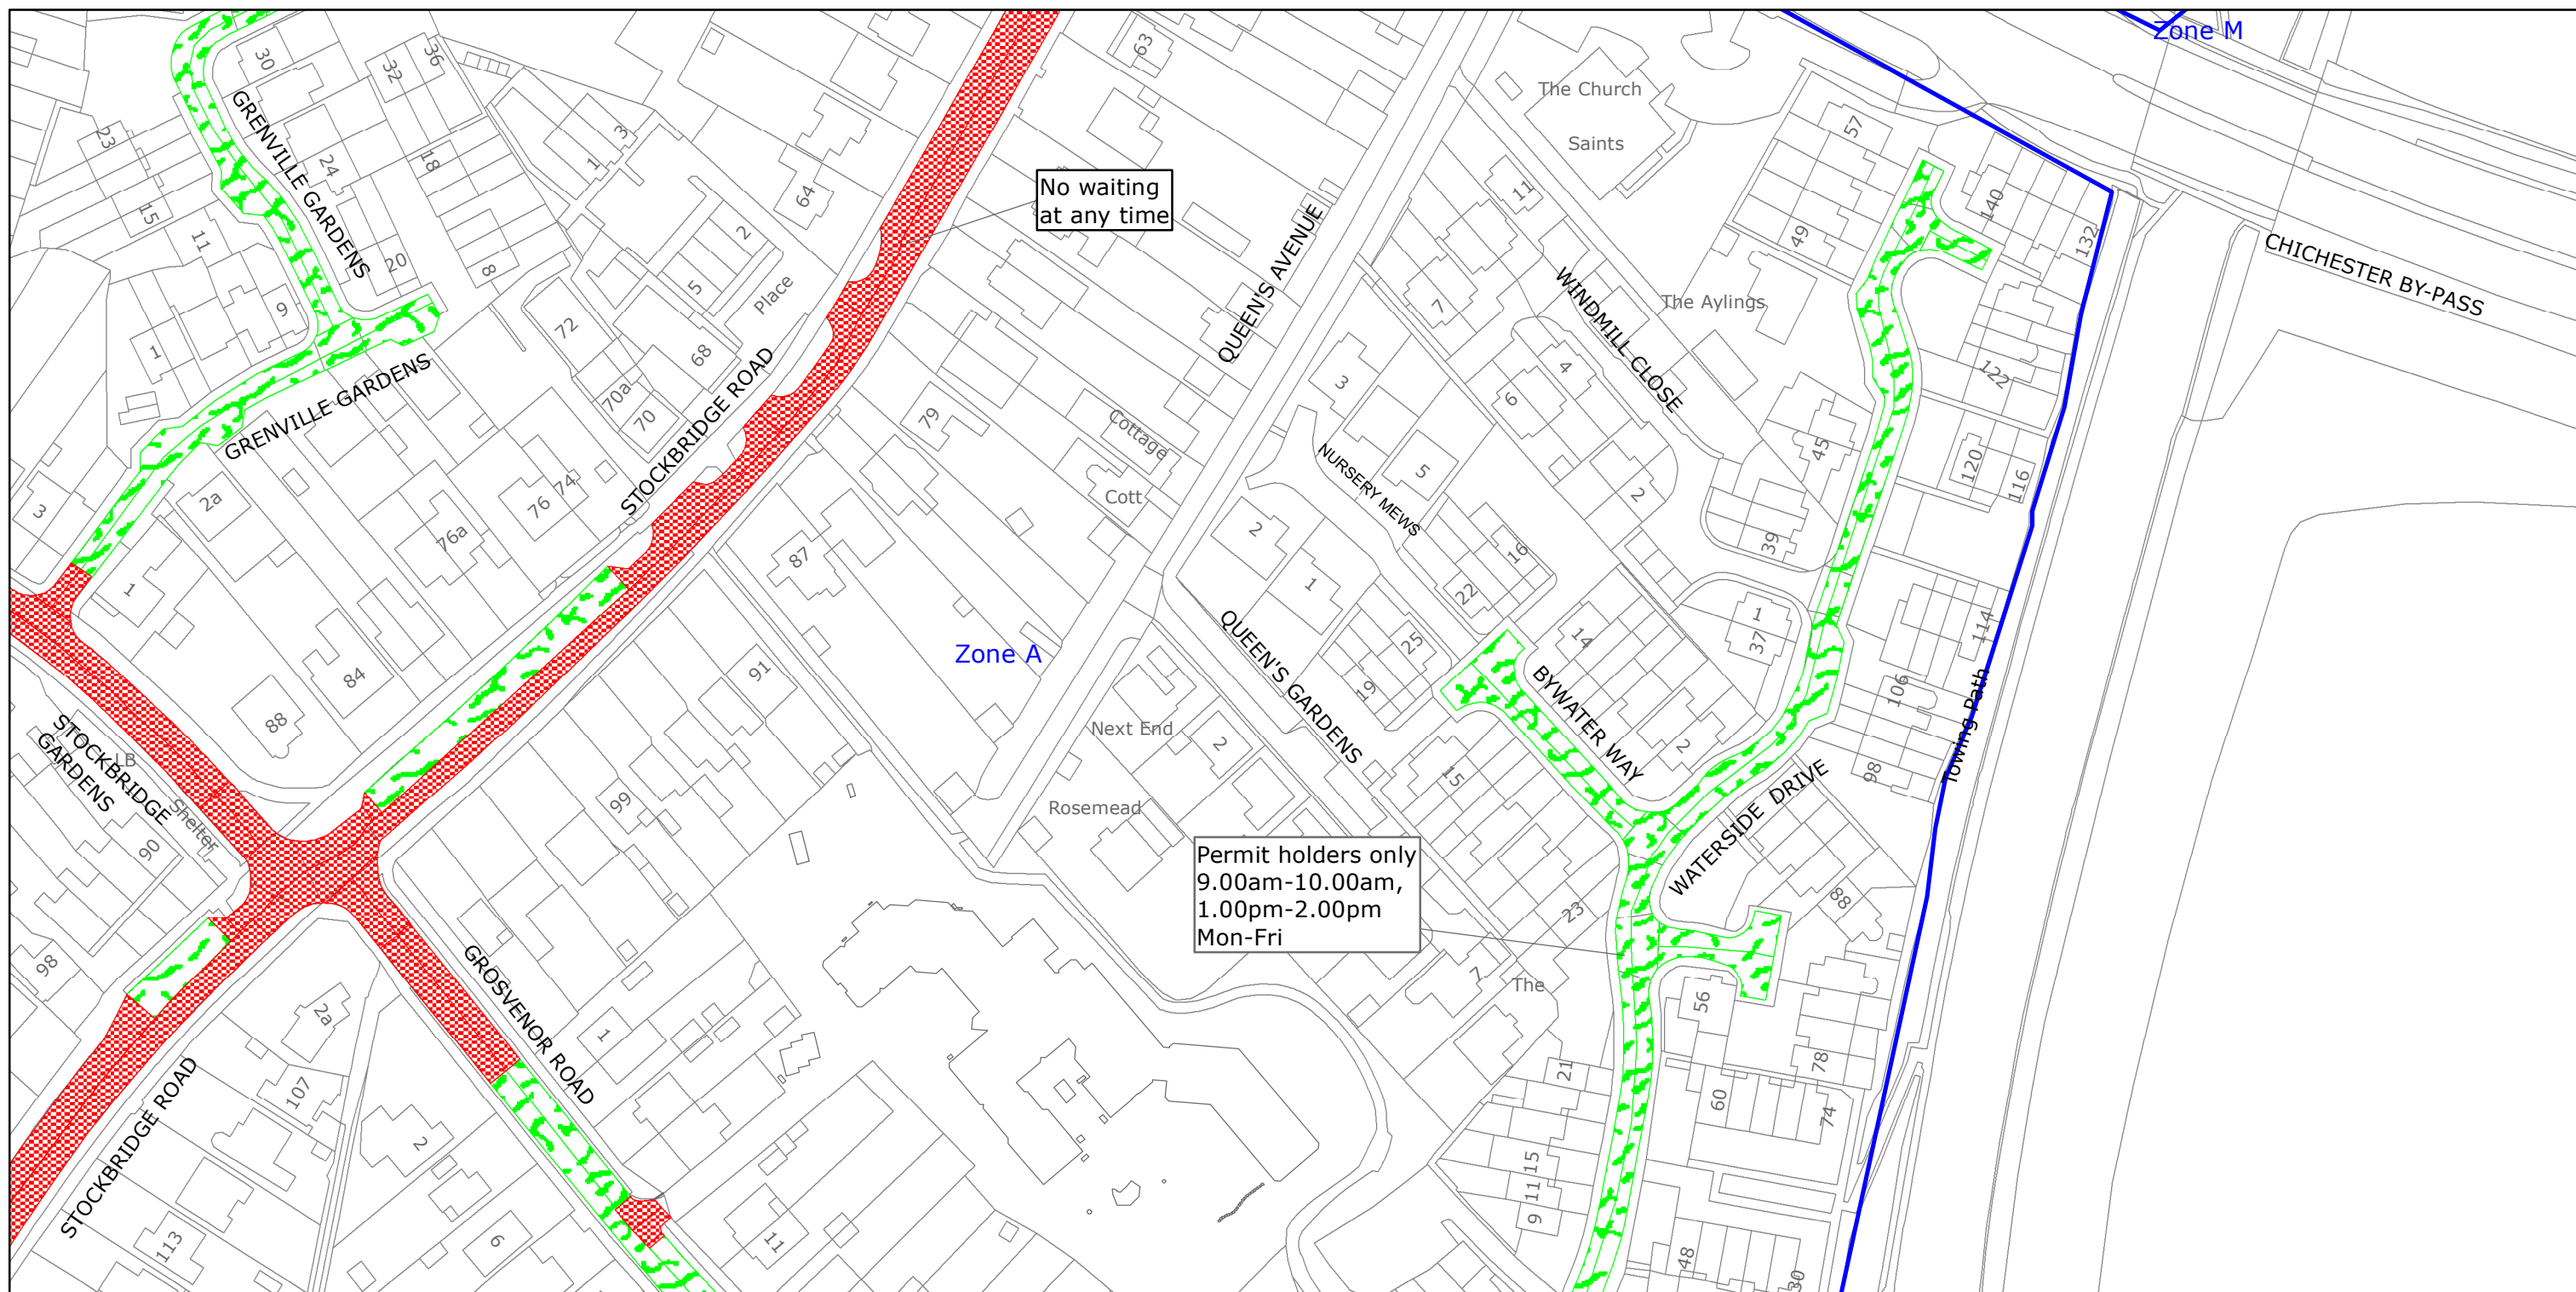 Zone M
63
30
32
36
The Church
Saints
57
GRENVILLE GARDENS
23
24
18
3
1
64
No waiting
at any time
11
140
132
15
11
20
8
2
49
CHICHESTER BY-PASS
QUEEN'S AVENUE
WINDMILL CLOSE
The Aylings
7
5
Place
9
1
72
68
70a
70
STOCKBRIDGE ROAD
GRENVILLE GARDENS
3
4
6
122
79
Cottage
Cott
NURSERY MEWS
5
2
45
120
116
3
2a
76a
76
74
87
2
16
39
1
1
22
QUEEN'S GARDENS
25
19
14
1
37
114
Zone A
84
88
91
BYWATER WAY
2
106
98
Towing Path
STOCKBRIDGE
GARDENS
LB
Shelter
90
Next End
2
15
Rosemead
99
WATERSIDE DRIVE
Permit holders only
9.00am-10.00am,
1.00pm-2.00pm
Mon-Fri
23
88
98
GROSVENOR ROAD
7
The
56
2a
1
107
21
78
60
74
STOCKBRIDGE ROAD
2
15
11
9
113
6
11
48
30